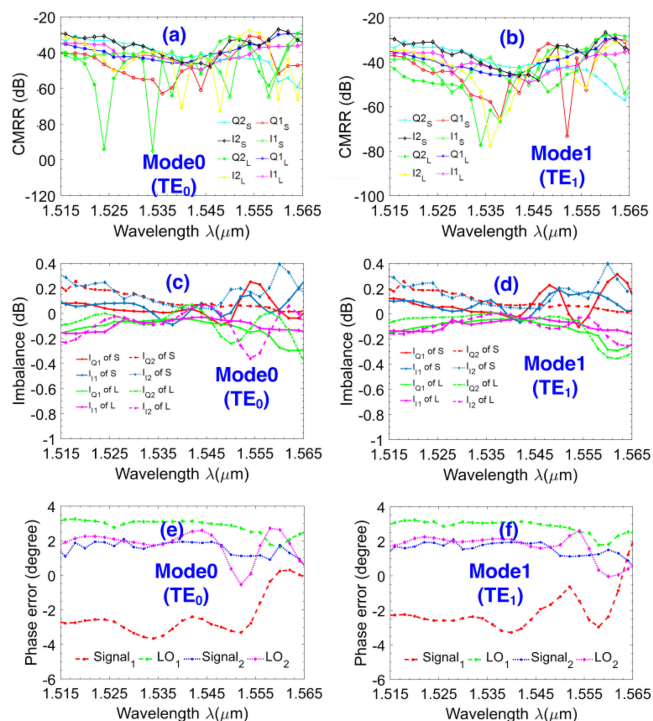 (a)
-20
-40
-60
-80
00
-120
CMRR (dB)
Q2S Q1S
I2S I1S
Q2L Q1L
I2L I1L
Mode0
(TE0)
1.515 1.525 1.535 1.545 1.555 1.565
Wavelength λ(μm)
(b)
-20
-40
-60
-80
-100
CMRR (dB)
Q2S Q1S
I2S I1S
Q2L Q1L
I2L I1L
Mode1
(TE1)
1.515 1.525 1.535 1.545 1.555 1.565
Wavelength λ(μm)
(c)
0.4
0.2
0
-0.2
-0.4
-0.6
-0.8
-1
Imbalance (dB)
IQ1 of S IQ2 of S
II1 of S II2 of S
IQ1 of L IQ2 of L
II1 of L II2 of L
Mode0
(TE0)
1.515 1.525 1.535 1.545 1.555 1.565
Wavelength λ(μm)
(d)
0.4
0.2
0
-0.2
-0.4
-0.6
-0.8
-1
Imbalance (dB)
IQ1 of S IQ2 of S
II1 of S II2 of S
IQ1 of L IQ2 of L
II1 of L II2 of L
Mode1
(TE1)
1.515 1.525 1.535 1.545 1.555 1.565
Wavelength λ(μm)
(e)
4
2
0
-2
-4
-6
Phase error (degree)
Mode0
(TE0)
Signal1 LO1 Signal2 LO2
1.515 1.525 1.535 1.545 1.555 1.565
Wavelength λ(μm)
(f)
4
2
0
-2
-4
-6
Phase error (degree)
Mode1
(TE1)
Signal1 LO1 Signal2 LO2
1.515 1.525 1.535 1.545 1.555 1.565
Wavelength λ(μm)